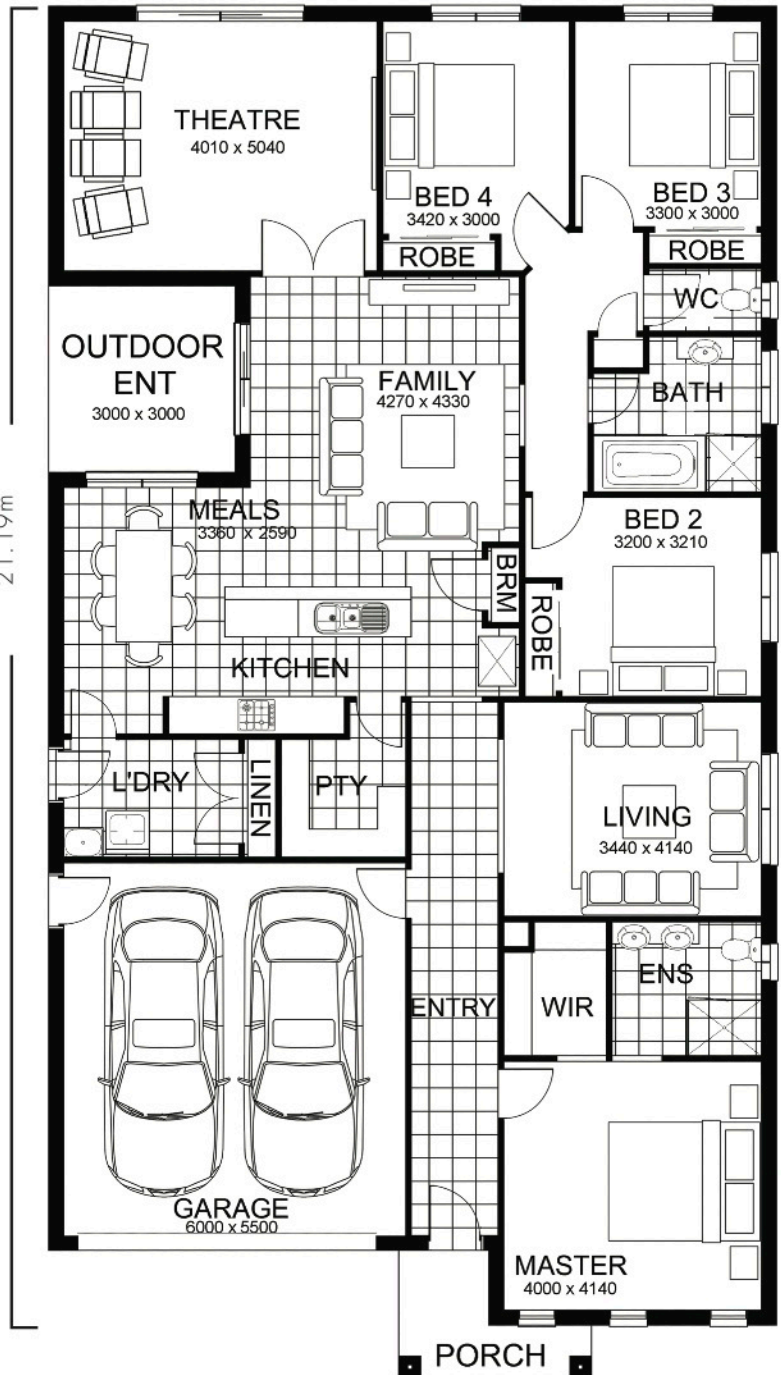 THEATRE
4010 x 5040
BED 4
3420 x 3000
ROBE
BED 3
3300 x 3000
ROBE
WC
OUTDOOR
ENT
3000 x 3000
FAMILY
4270 x 4330
BATH
21.19m
MEALS
3360 x 2590
BED 2
3200 x 3210
BRM
ROBE
KITCHEN
L'DRY
LINEN
PTY
LIVING
3440 x 4140
ENS
ENTRY
WIR
GARAGE
6000 x 5500
MASTER
4000 x 4140
PORCH